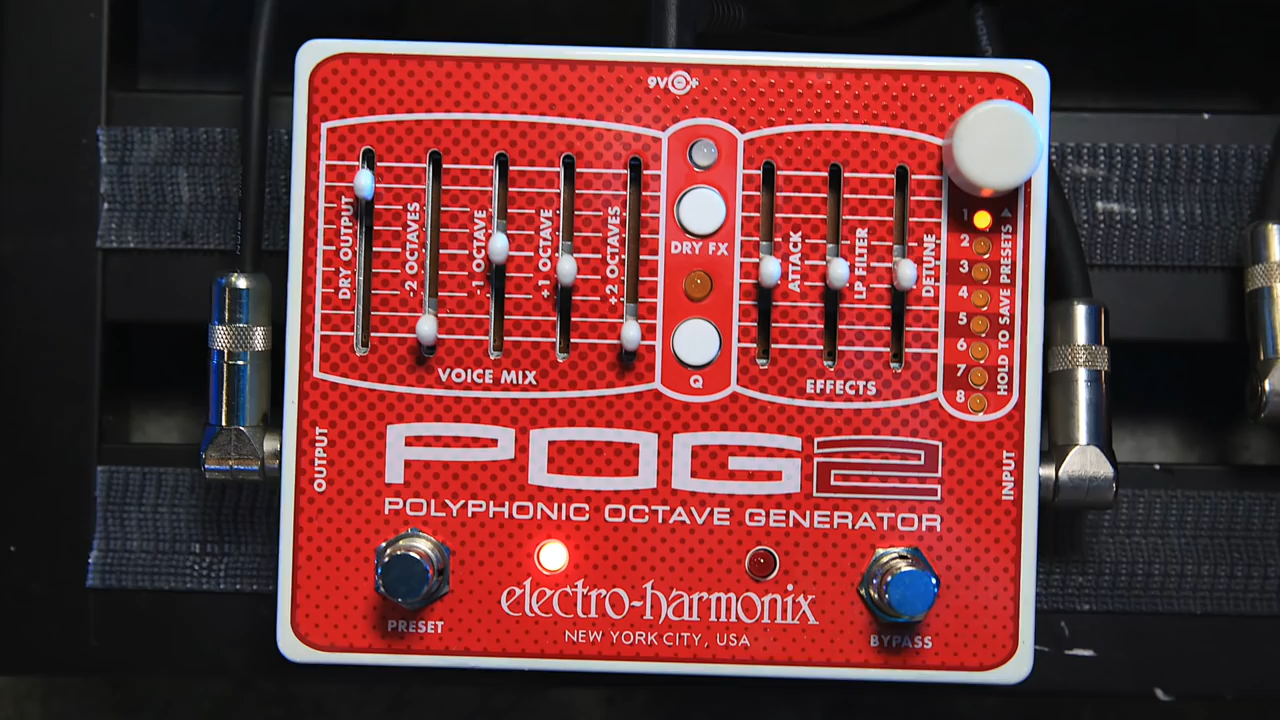 9V
DRY OUTPUT
-2 OCTAVES
-1 OCTAVE
+1 OCTAVE
+2 OCTAVES
VOICE MIX
DRY FX
Q
ATTACK
LP FILTER
DETUNE
EFFECTS
1
2
3
4
5
6
7
8
HOLD TO SAVE PRESETS
OUTPUT
INPUT
POG2
POLYPHONIC OCTAVE GENERATOR
electro-harmonix
NEW YORK CITY, USA
PRESET
BYPASS